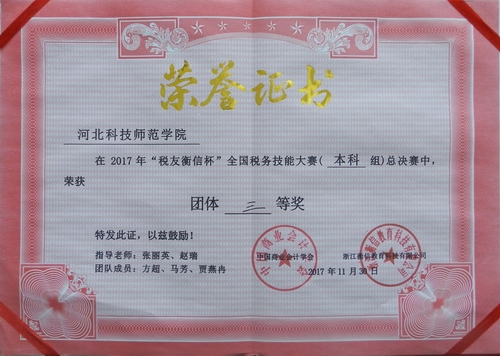 荣誉证书
河北科技师范学院
在 2017 年“税友衡信杯”全国税务技能大赛( 本科 组)总决赛中,
荣获
团体 三 等奖
特发此证，以兹鼓励！
指导老师：张丽英、赵瑞
团队成员：方超、马芳、贾燕冉
中国商业会计学会
浙江衡信教育科技有限公司
2017 年 11 月 30 日